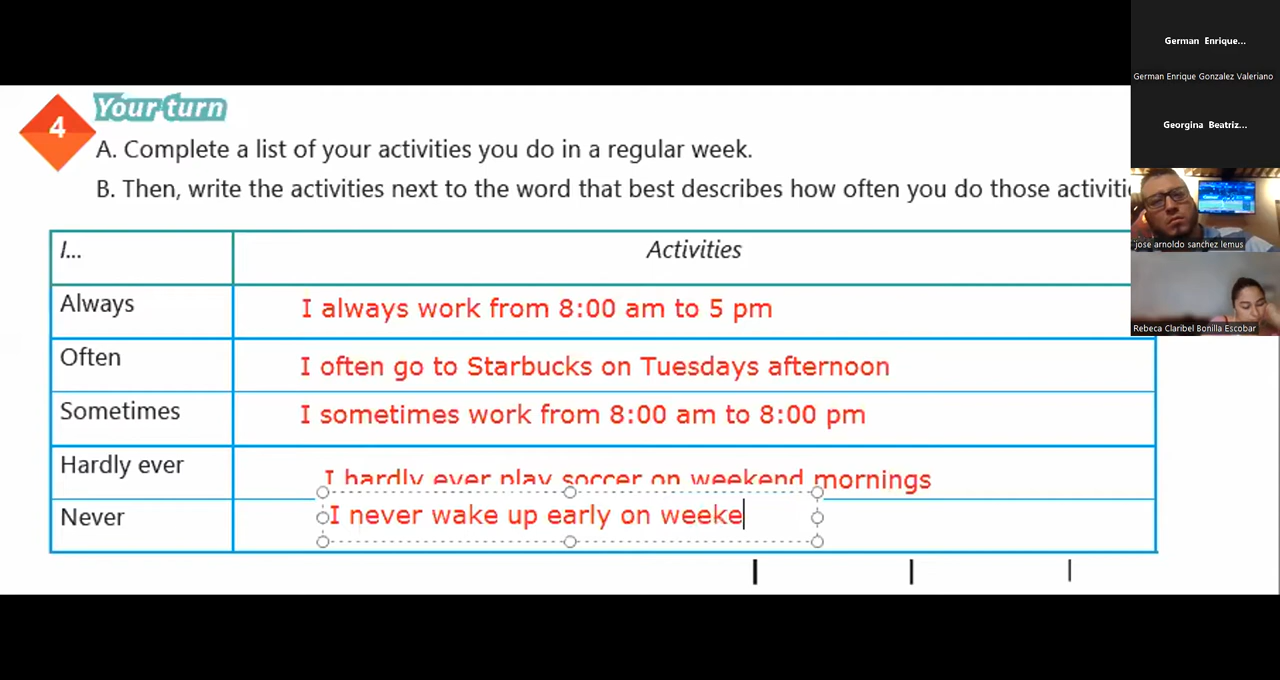 German Enrique...
German Enrique Gonzalez Valeriano
Georgina Beatriz...
jose arnoldo sanchez lemus
Rebeca Claribel Bonilla Escobar
4
Your turn
A. Complete a list of your activities you do in a regular week.
B. Then, write the activities next to the word that best describes how often you do those activiti
I... Activities
Always I always work from 8:00 am to 5 pm
Often I often go to Starbucks on Tuesdays afternoon
Sometimes I sometimes work from 8:00 am to 8:00 pm
Hardly ever I hardly ever play soccer on weekend mornings
Never I never wake up early on weeke